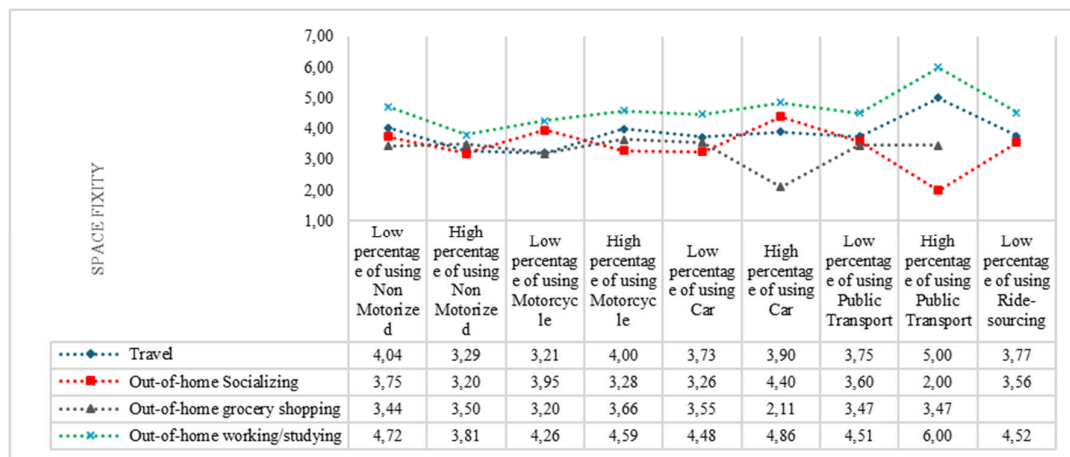 7,00
6,00
5,00
4,00
3,00
2,00
1,00
SPACE FIXITY
Low
percentag
e of using
Non
Motorize
d
High
percentag
e of using
Non
Motorized
Low
percentag
e of using
Motorcyc
le
High
percentag
e of using
Motorcyc
le
Low
percentag
e of using
Car
High
percentag
e of using
Car
Low
percentag
e of using
Public
Transport
High
percentag
e of using
Public
Transport
Low
percentag
e of using
Ride-
sourcing
Travel 4,04 3,29 3,21 4,00 3,73 3,90 3,75 5,00 3,77
Out-of-home Socializing 3,75 3,20 3,95 3,28 3,26 4,40 3,60 2,00 3,56
Out-of-home grocery shopping 3,44 3,50 3,20 3,66 3,55 2,11 3,47 3,47
Out-of-home working/studying 4,72 3,81 4,26 4,59 4,48 4,86 4,51 6,00 4,52